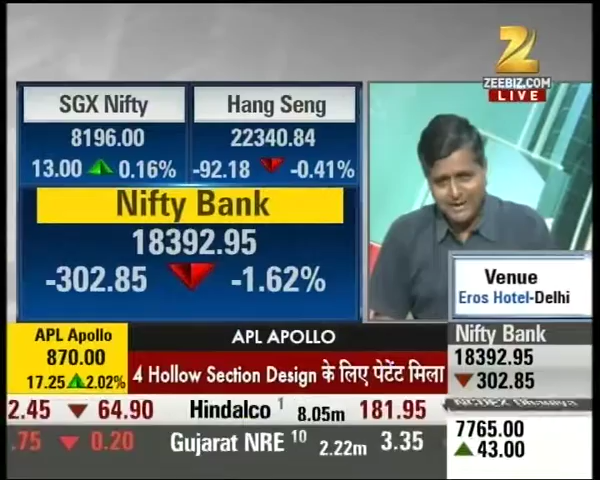 Z
ZEEBIZ.COM
LIVE
SGX Nifty
8196.00
13.00 0.16%
Hang Seng
22340.84
-92.18 -0.41%
Nifty Bank
18392.95
-302.85 -1.62%
Venue
Eros Hotel-Delhi
APL Apollo
870.00
17.25 2.02%
APL APOLLO
4 Hollow Section Design के लिए पेटेंट मिला
Nifty Bank
18392.95
302.85
7765.00
43.00
2.45 64.90 Hindalco 1 8.05m 181.95
.75 0.20 Gujarat NRE 10 2.22m 3.35